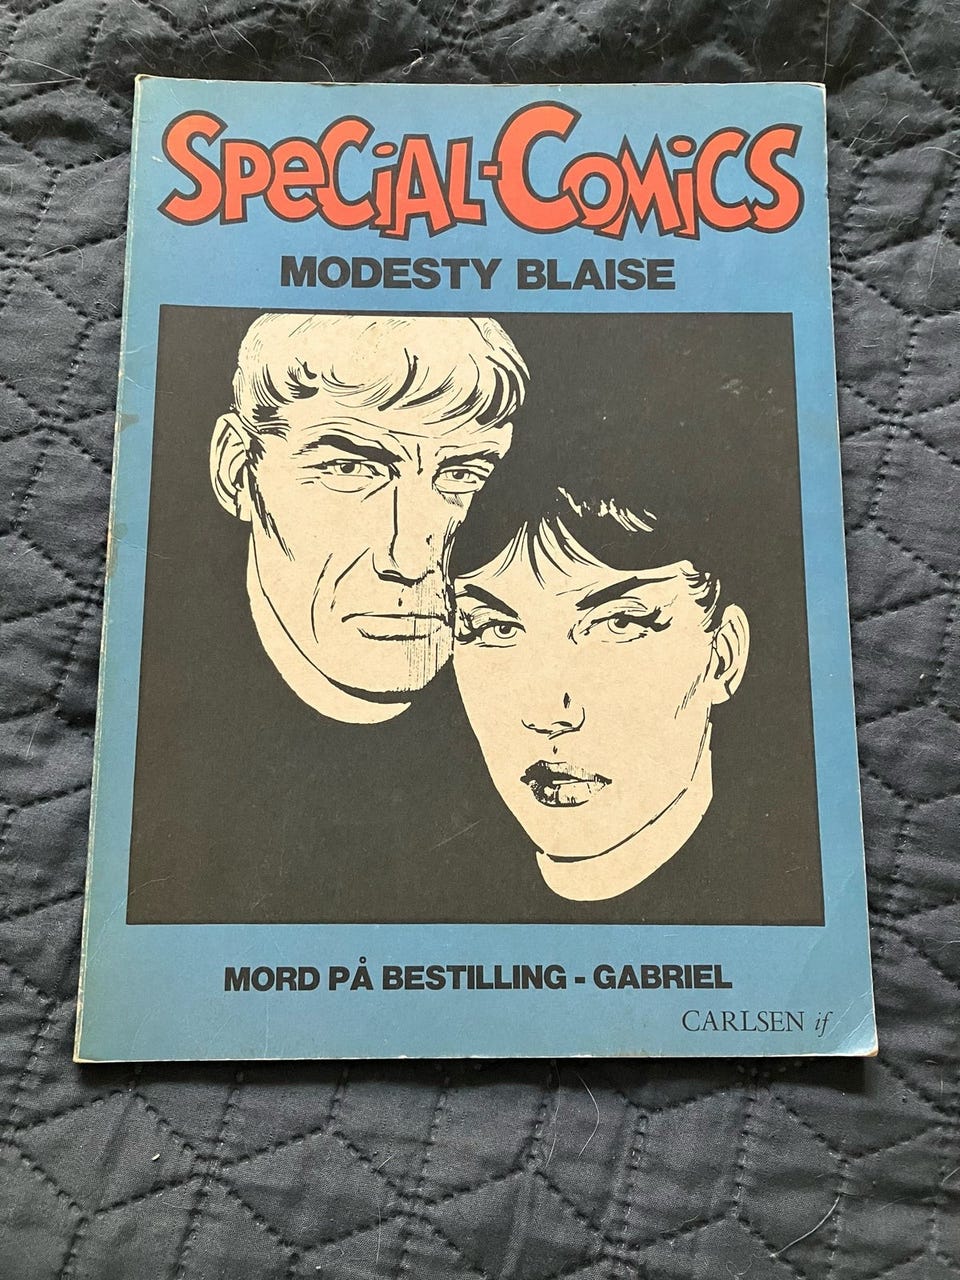 SPECIAL-COMICS
MODESTY BLAISE
MORD PÅ BESTILLING - GABRIEL
CARLSEN if